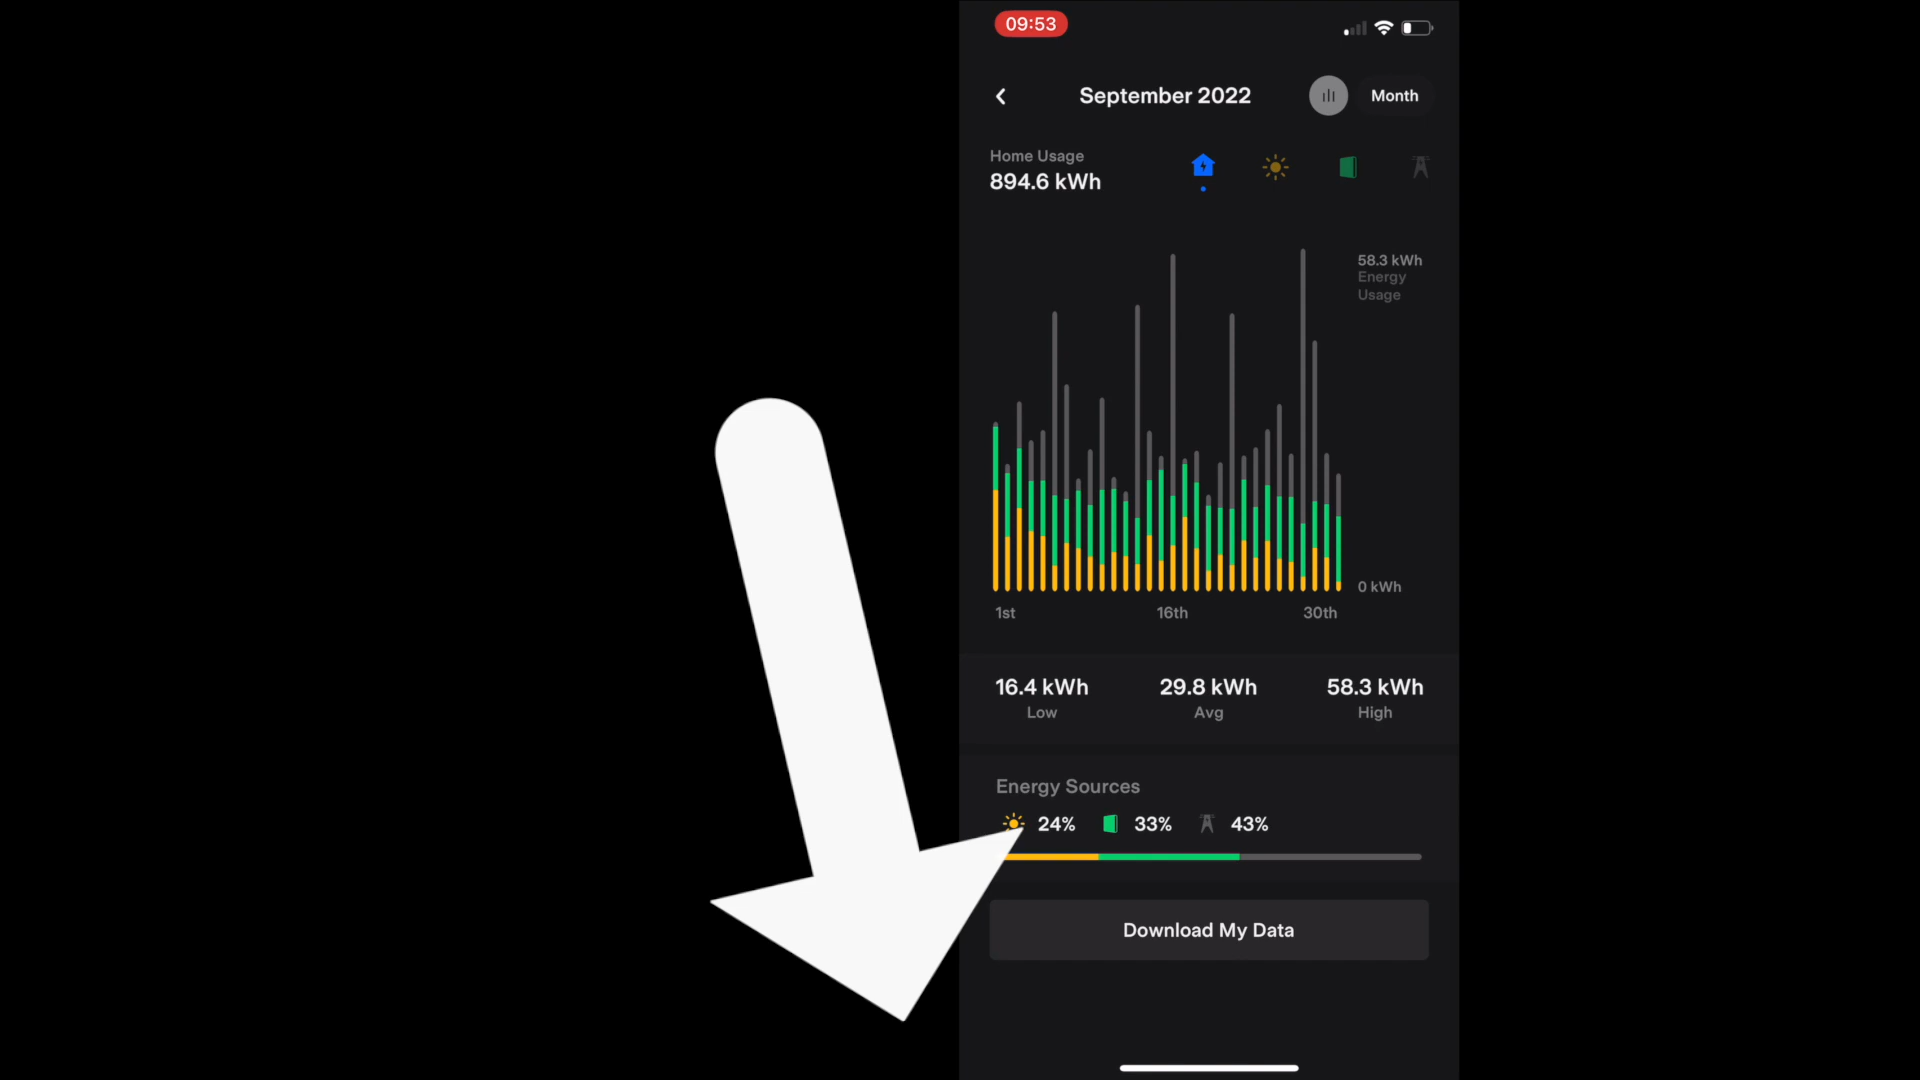 09:53
September 2022
Month
Home Usage
894.6 kWh
58.3 kWh
Energy
Usage
0 kWh
1st 16th 30th
16.4 kWh 29.8 kWh 58.3 kWh
Low Avg High
Energy Sources
24% 33% 43%
Download My Data